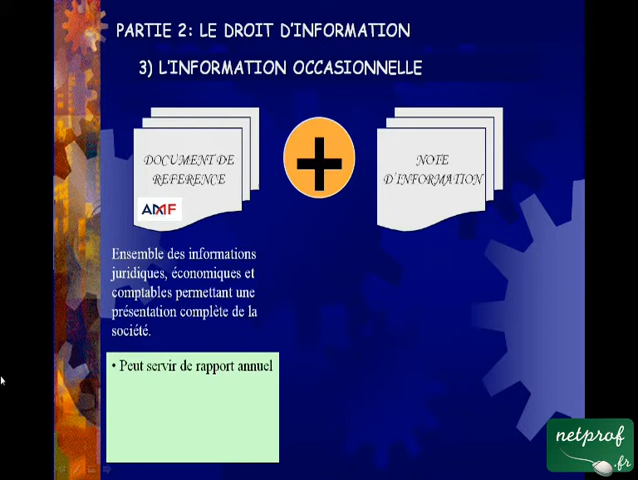 PARTIE 2: LE DROIT D'INFORMATION
3) L'INFORMATION OCCASIONNELLE
DOCUMENT DE
REFERENCE
AMF
NOTE
D'INFORMATION
Ensemble des informations
juridiques, économiques et
comptables permettant une
présentation complète de la
société.
• Peut servir de rapport annuel
netprof
.fr